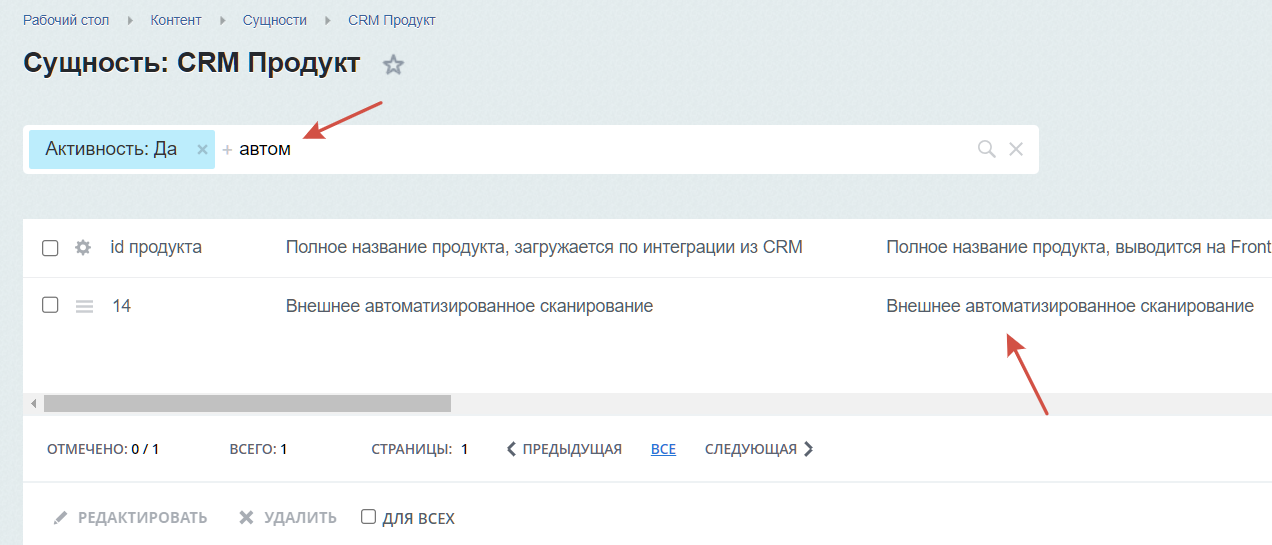 Рабочий стол Контент Сущности CRM Продукт
Сущность: CRM Продукт
Активность: Да × + автом
id продукта Полное название продукта, загружается по интеграции из CRM Полное название продукта, выводится на Front
14 Внешнее автоматизированное сканирование Внешнее автоматизированное сканирование
ОТМЕЧЕНО: 0 / 1 ВСЕГО: 1 СТРАНИЦЫ: 1 ПРЕДЫДУЩАЯ ВСЕ СЛЕДУЮЩАЯ
РЕДАКТИРОВАТЬ УДАЛИТЬ ДЛЯ ВСЕХ